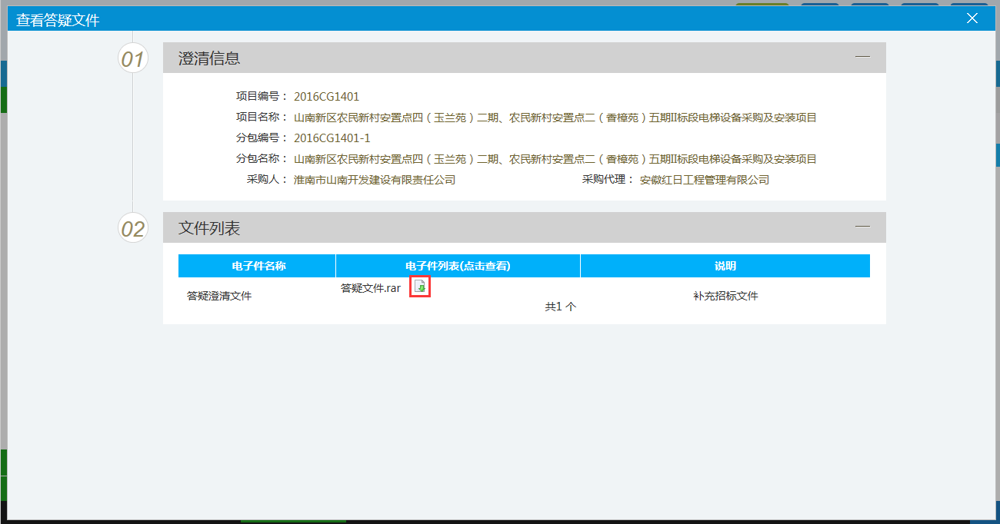 查看答疑文件
01
澄清信息
项目编号： 2016CG1401
项目名称： 山南新区农民新村安置点四（玉兰苑）二期、农民新村安置点二（香樟苑）五期II标段电梯设备采购及安装项目
分包编号： 2016CG1401-1
分包名称： 山南新区农民新村安置点四（玉兰苑）二期、农民新村安置点二（香樟苑）五期II标段电梯设备采购及安装项目
采购人： 淮南市山南开发建设有限责任公司 采购代理： 安徽红日工程管理有限公司
02
文件列表
电子件名称 电子件列表(点击查看) 说明
答疑澄清文件 答疑文件.rar 补充招标文件
共1 个